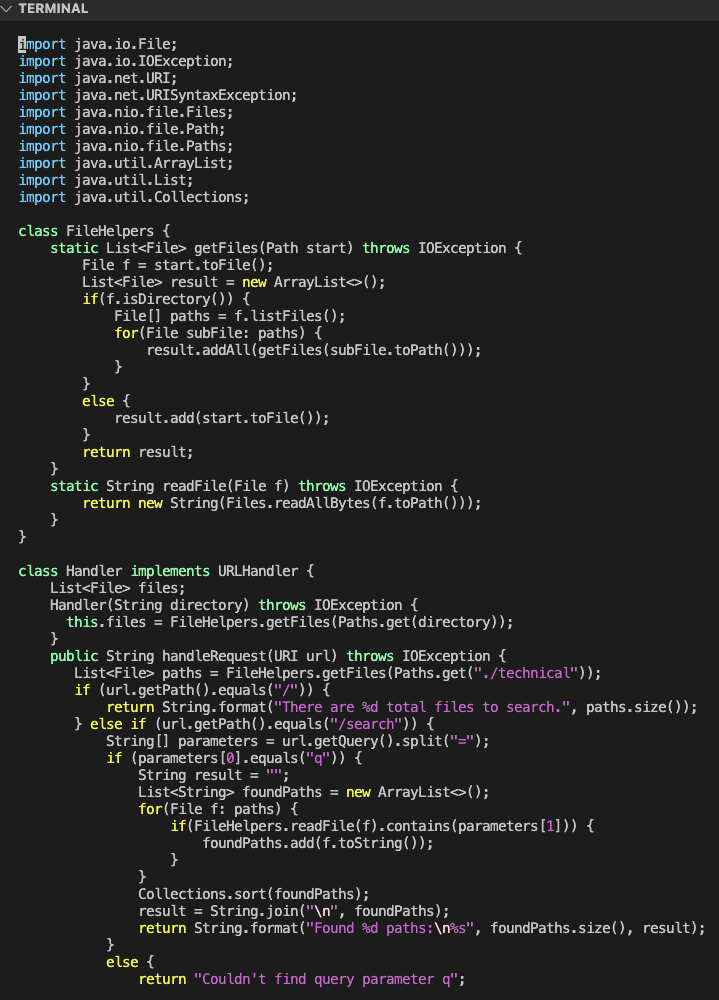 TERMINAL
import java.io.File;
import java.io.IOException;
import java.net.URI;
import java.net.URISyntaxException;
import java.nio.file.Files;
import java.nio.file.Path;
import java.nio.file.Paths;
import java.util.ArrayList;
import java.util.List;
import java.util.Collections;

class FileHelpers {
    static List<File> getFiles(Path start) throws IOException {
        File f = start.toFile();
        List<File> result = new ArrayList<>();
        if(f.isDirectory()) {
            File[] paths = f.listFiles();
            for(File subFile: paths) {
                result.addAll(getFiles(subFile.toPath()));
            }
        }
        else {
            result.add(start.toFile());
        }
        return result;
    }
    static String readFile(File f) throws IOException {
        return new String(Files.readAllBytes(f.toPath()));
    }
}

class Handler implements URLHandler {
    List<File> files;
    Handler(String directory) throws IOException {
      this.files = FileHelpers.getFiles(Paths.get(directory));
    }
    public String handleRequest(URI url) throws IOException {
       List<File> paths = FileHelpers.getFiles(Paths.get("./technical"));
       if (url.getPath().equals("/")) {
           return String.format("There are %d total files to search.", paths.size());
       } else if (url.getPath().equals("/search")) {
           String[] parameters = url.getQuery().split("=");
           if (parameters[0].equals("q")) {
               String result = "";
               List<String> foundPaths = new ArrayList<>();
               for(File f: paths) {
                   if(FileHelpers.readFile(f).contains(parameters[1])) {
                       foundPaths.add(f.toString());
                   }
               }
               Collections.sort(foundPaths);
               result = String.join("\n", foundPaths);
               return String.format("Found %d paths:\n%s", foundPaths.size(), result);
           }
           else {
               return "Couldn't find query parameter q";